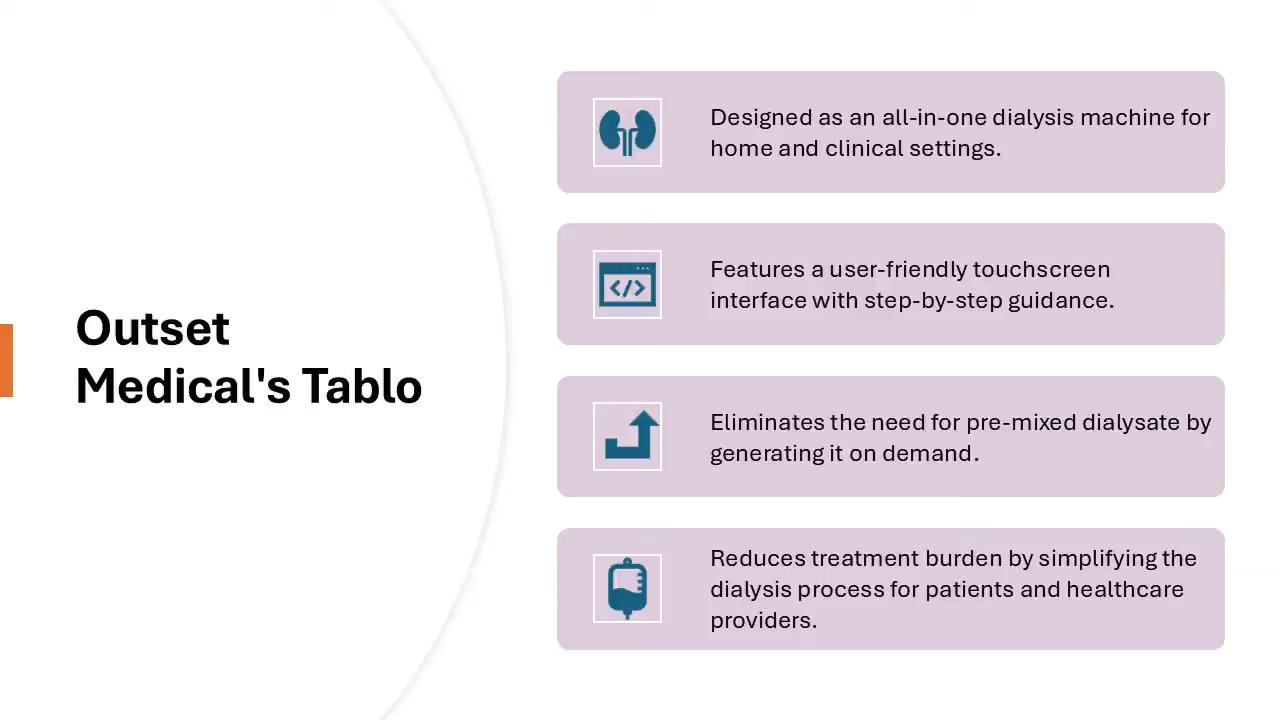 Outset
Medical's Tablo
Designed as an all-in-one dialysis machine for
home and clinical settings.
Features a user-friendly touchscreen
interface with step-by-step guidance.
Eliminates the need for pre-mixed dialysate by
generating it on demand.
Reduces treatment burden by simplifying the
dialysis process for patients and healthcare
providers.